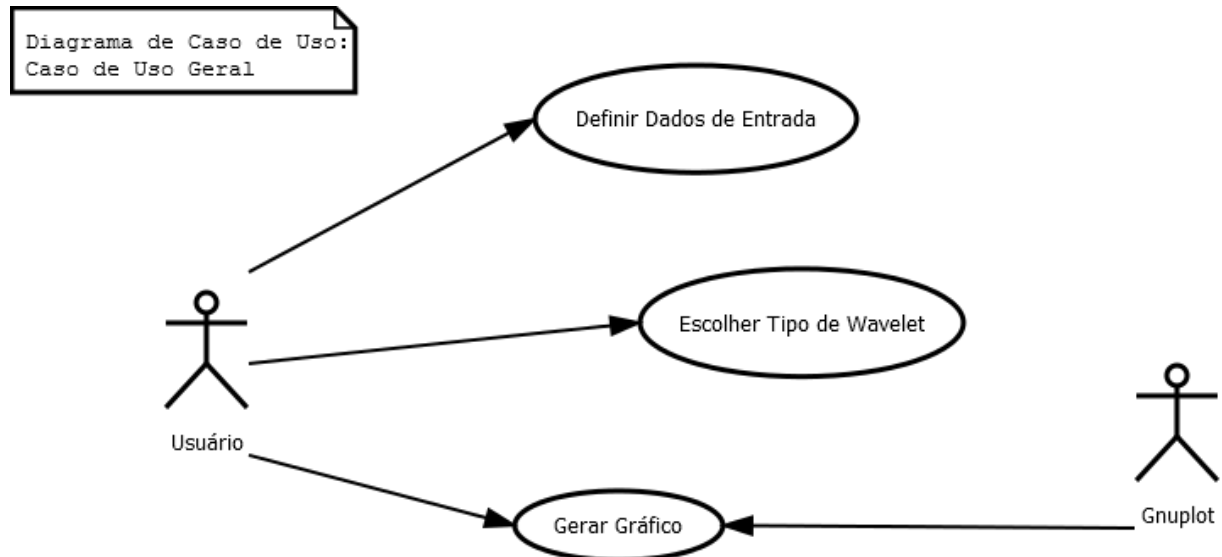 Diagrama de Caso de Uso:
Caso de Uso Geral
Definir Dados de Entrada
Escolher Tipo de Wavelet
Usuário
Gerar Gráfico
Gnuplot